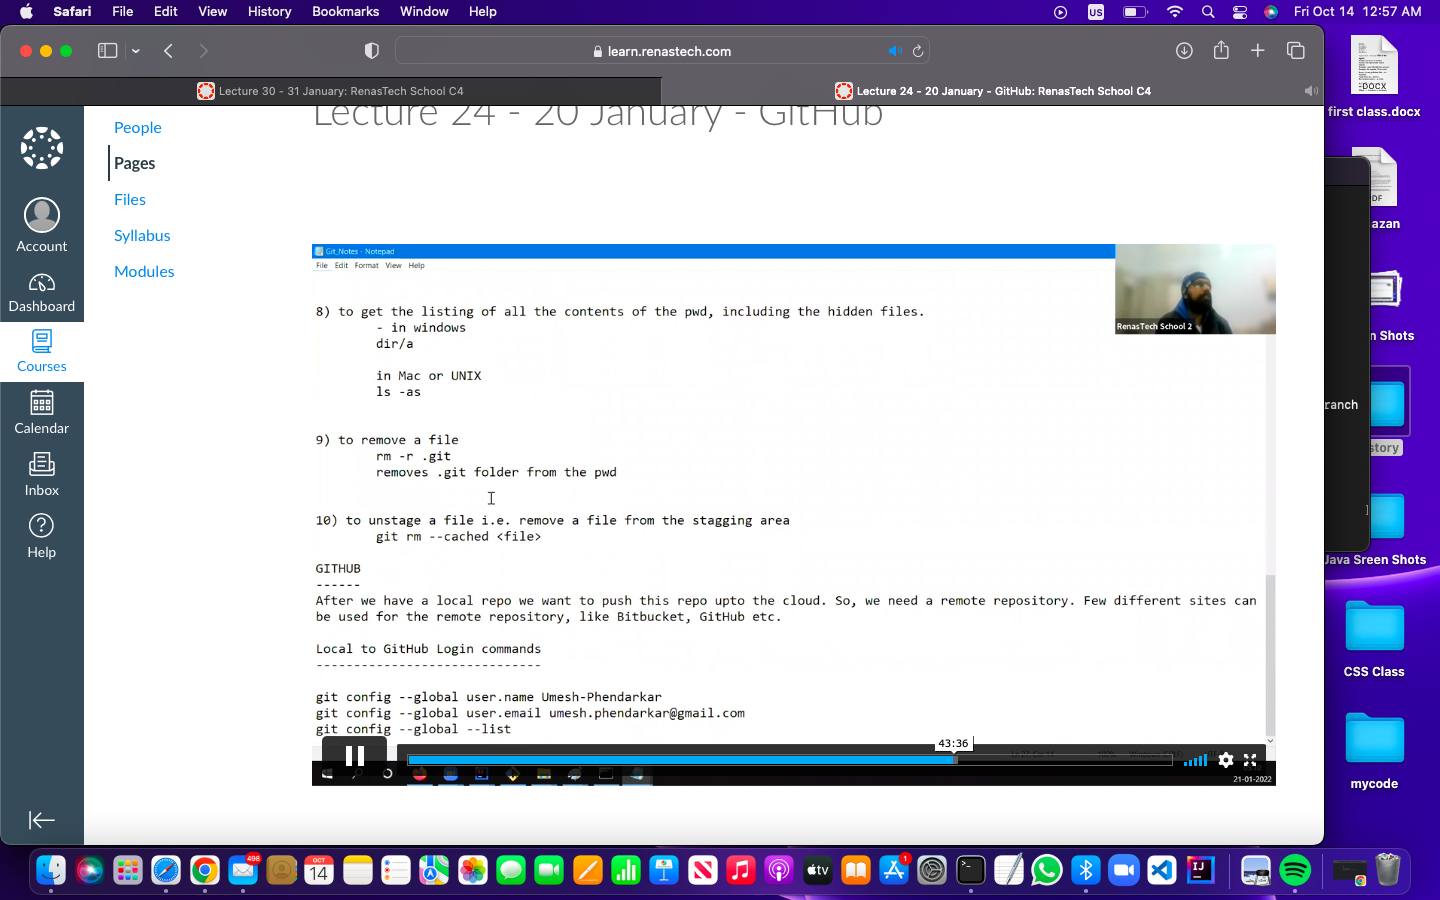 Safari File Edit View History Bookmarks Window Help
US
Fri Oct 14 12:57 AM
learn.renastech.com
Lecture 30 - 31 January: RenasTech School C4
Lecture 24 - 20 January - GitHub: RenasTech School C4
Lecture 24 - 20 January - GitHub
People
Pages
Files
Syllabus
Modules
Account
Dashboard
Courses
Calendar
Inbox
Help
Git_Notes - Notepad
File Edit Format View Help
RenasTech School 2
8) to get the listing of all the contents of the pwd, including the hidden files.
- in windows
dir/a
in Mac or UNIX
ls -as
9) to remove a file
rm -r .git
removes .git folder from the pwd
10) to unstage a file i.e. remove a file from the stagging area
git rm --cached <file>
GITHUB
------
After we have a local repo we want to push this repo upto the cloud. So, we need a remote repository. Few different sites can
be used for the remote repository, like Bitbucket, GitHub etc.
Local to GitHub Login commands
------------------------------
git config --global user.name Umesh-Phendarkar
git config --global user.email umesh.phendarkar@gmail.com
git config --global --list
43:36
21-01-2022
DOCX
first class.docx
DF
azan
n Shots
ranch
story
]
Java Sreen Shots
CSS Class
mycode
498
OCT
14
tv
1
IJ